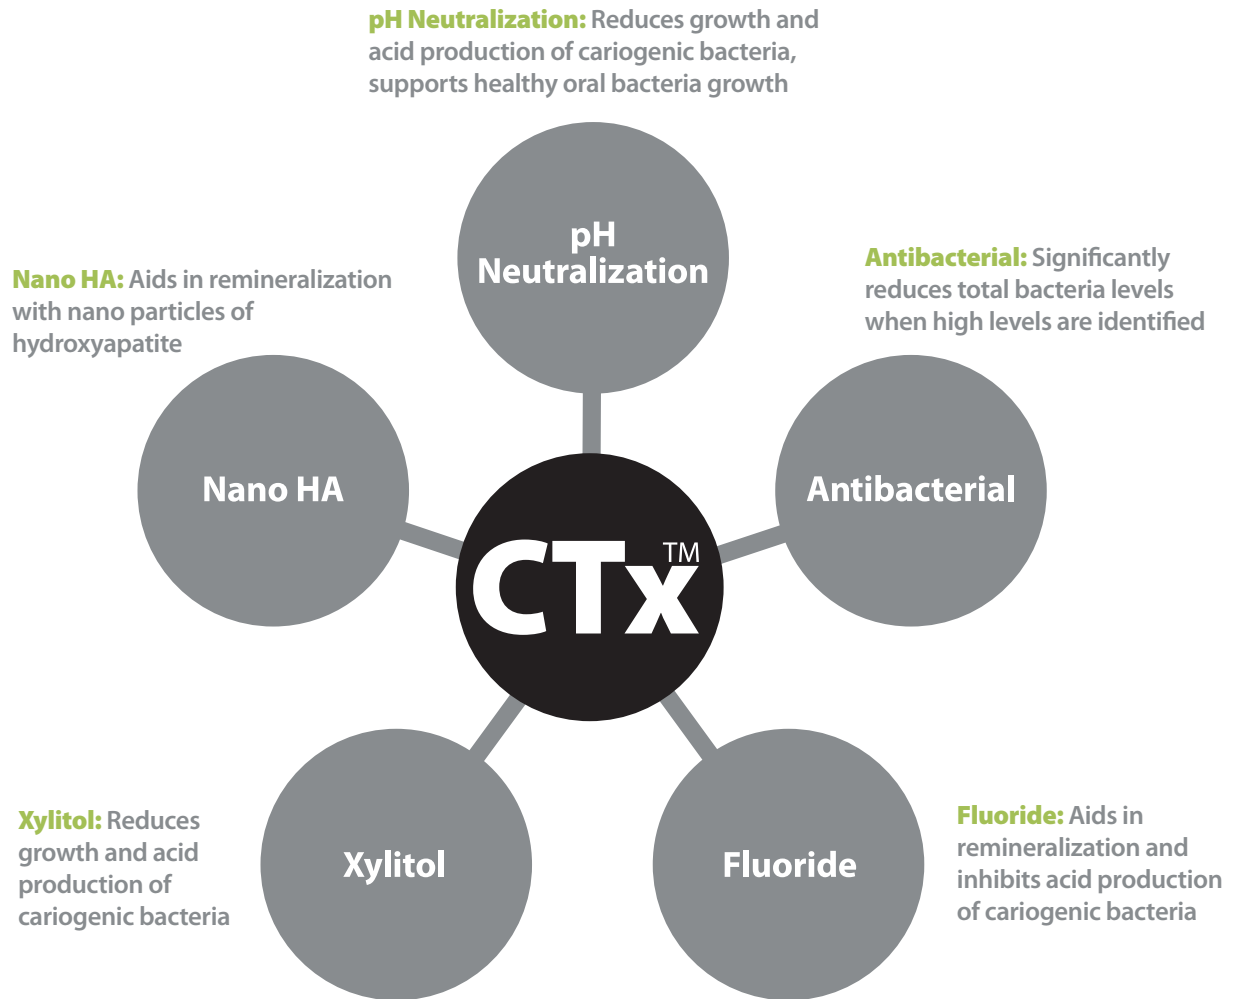 pH Neutralization: Reduces growth and
acid production of cariogenic bacteria,
supports healthy oral bacteria growth
pH
Neutralization
Nano HA: Aids in remineralization
with nano particles of
hydroxyapatite
Antibacterial: Significantly
reduces total bacteria levels
when high levels are identified
Nano HA
Antibacterial
CTx™
Xylitol: Reduces
growth and acid
production of
cariogenic bacteria
Xylitol
Fluoride
Fluoride: Aids in
remineralization and
inhibits acid production
of cariogenic bacteria